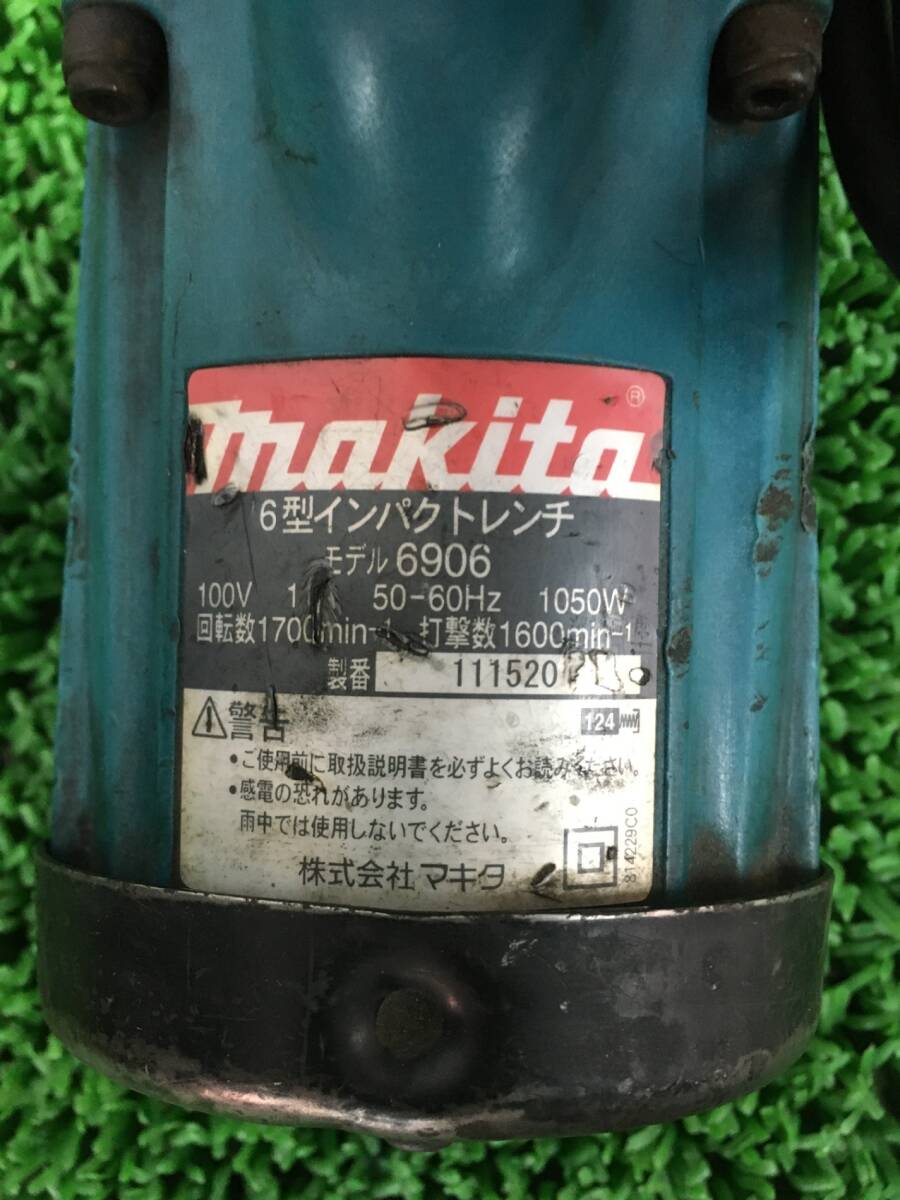 makita ®
6型インパクトレンチ
モデル 6906
100V 50-60Hz 1050W
回転数1700min-1 打撃数1600min-1
製番 111520
⚠警告 124
•ご使用前に取扱説明書を必ずよくお読みください。
•感電の恐れがあります。
雨中では使用しないでください。
株式会社マキタ
814229C0